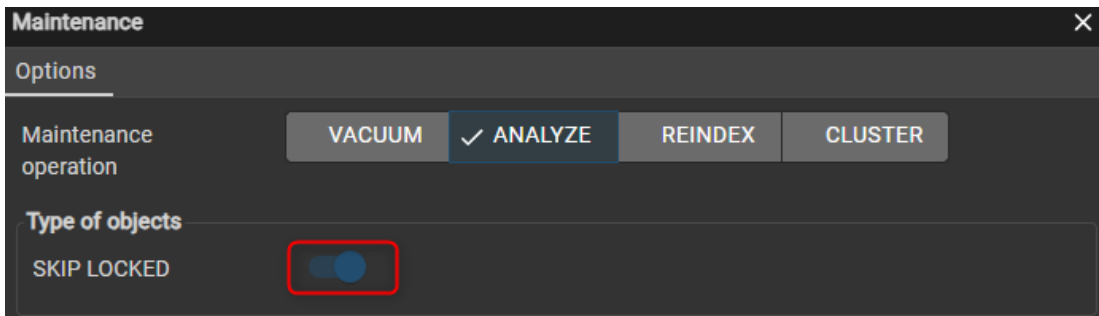 Maintenance
Options
Maintenance operation VACUUM ANALYZE REINDEX CLUSTER
Type of objects
SKIP LOCKED